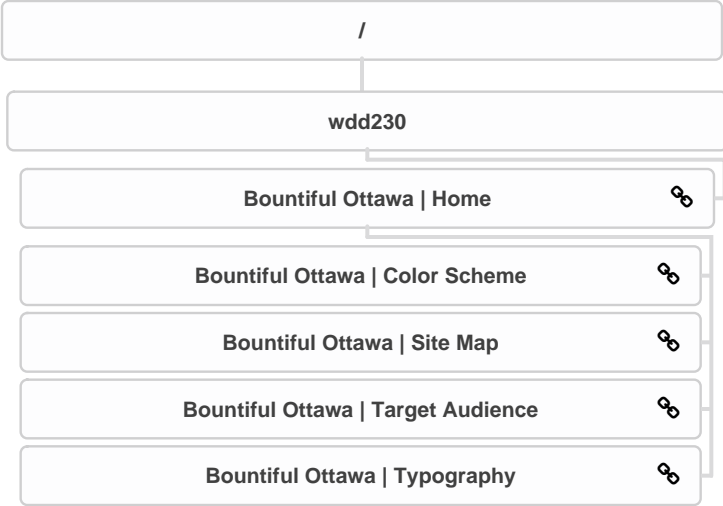 /
wdd230
Bountiful Ottawa | Home
Bountiful Ottawa | Color Scheme
Bountiful Ottawa | Site Map
Bountiful Ottawa | Target Audience
Bountiful Ottawa | Typography